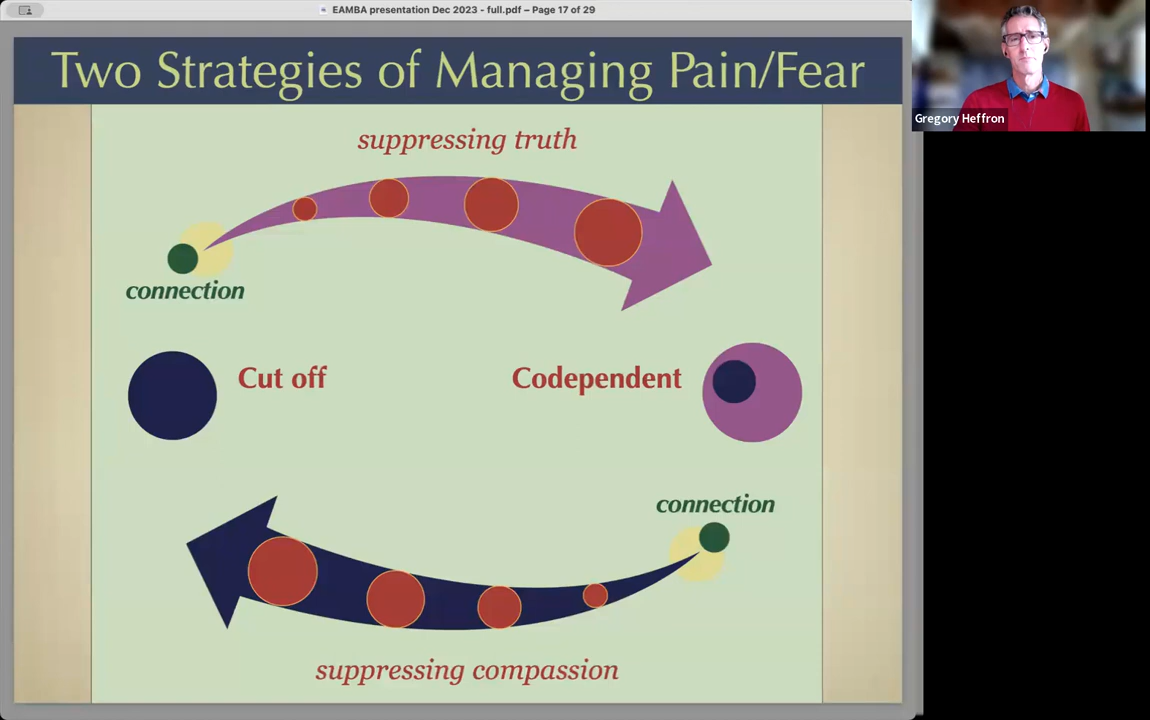 EAMBA presentation Dec 2023 - full.pdf – Page 17 of 29
Two Strategies of Managing Pain/Fear
Gregory Heffron
suppressing truth
connection
Cut off
Codependent
connection
suppressing compassion